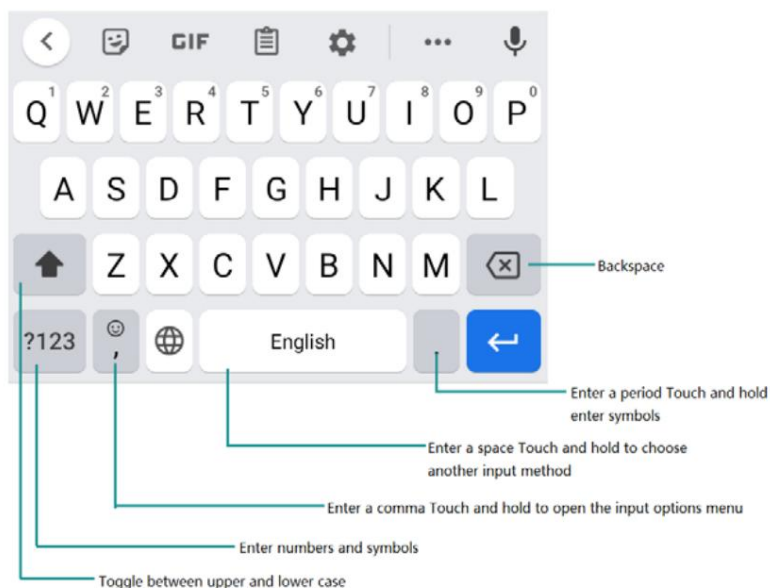 GIF
Q1 W2 E3 R4 T5 Y6 U7 I8 O9 P0
A S D F G H J K L
Z X C V B N M
Backspace
?123 , English .
Enter a period Touch and hold
enter symbols
Enter a space Touch and hold to choose
another input method
Enter a comma Touch and hold to open the input options menu
Enter numbers and symbols
Toggle between upper and lower case